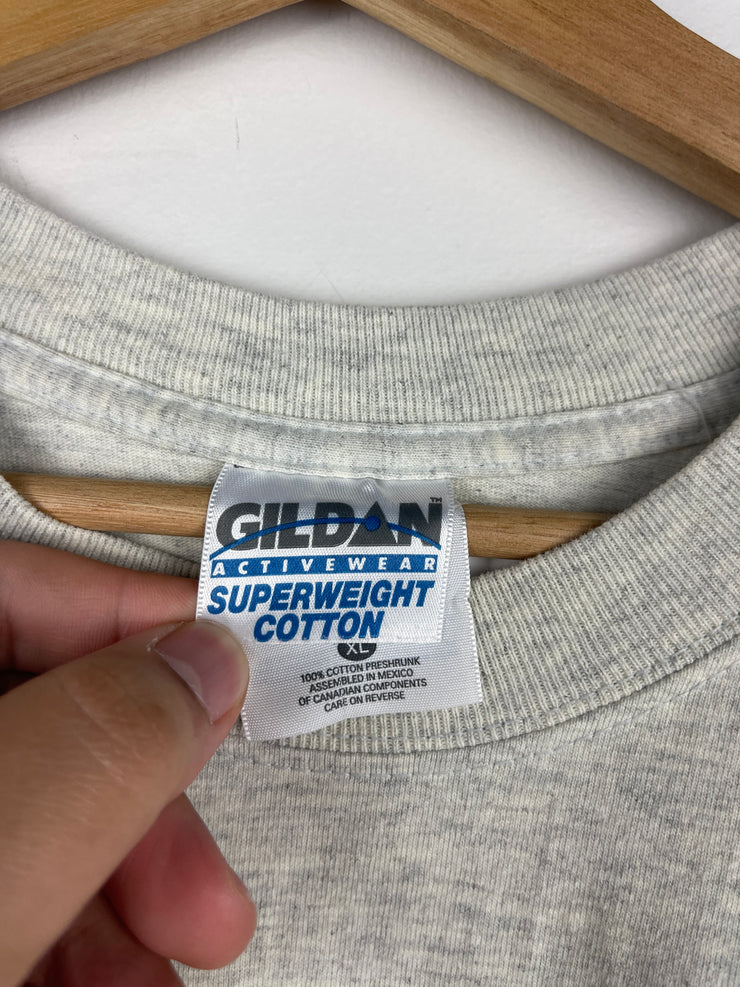 GILDAN™
ACTIVEWEAR
SUPERWEIGHT
COTTON
XL
100% COTTON PRESHRUNK
ASSEMBLED IN MEXICO
OF CANADIAN COMPONENTS
CARE ON REVERSE